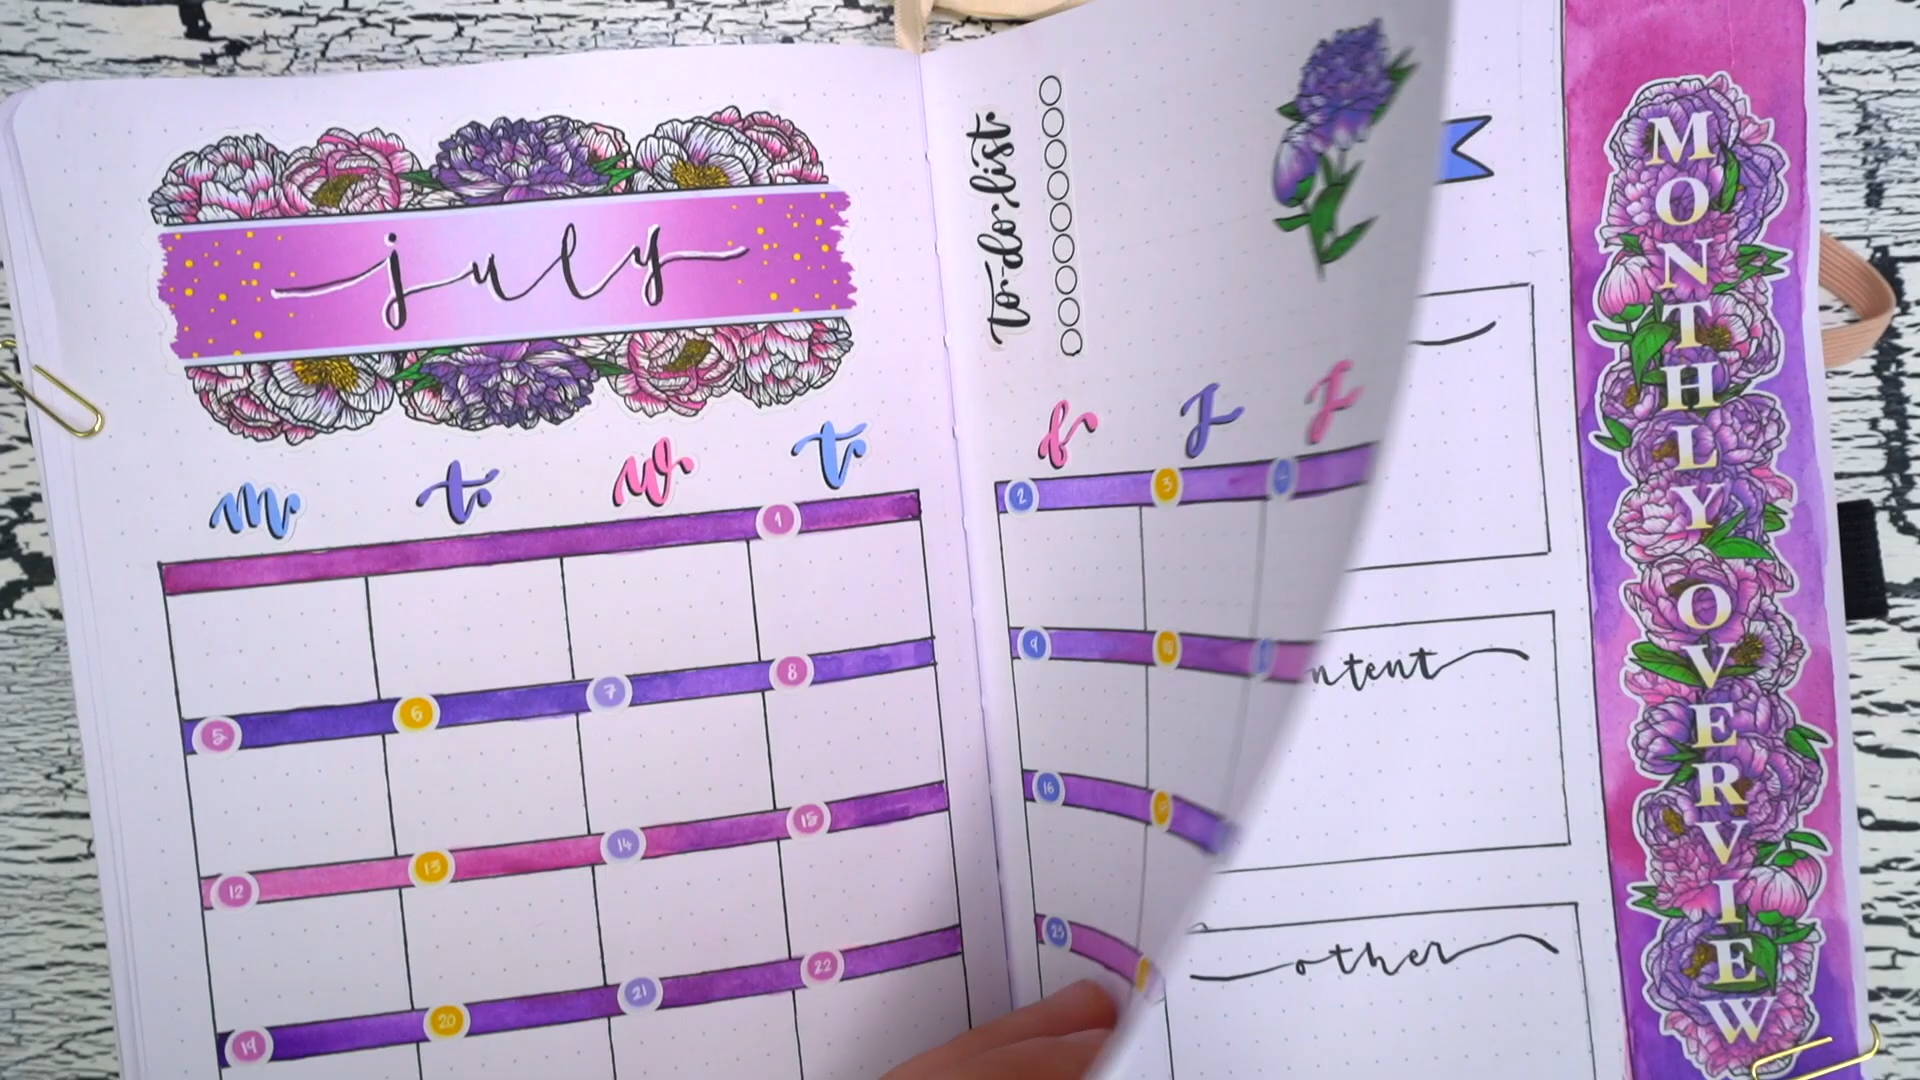 july
to-do list
m t w t
f s s
1
2 3 4
5 6 7 8
9 10
12 13 14 15
16
19 20 21 22
23
other
MONTHLY OVERVIEW